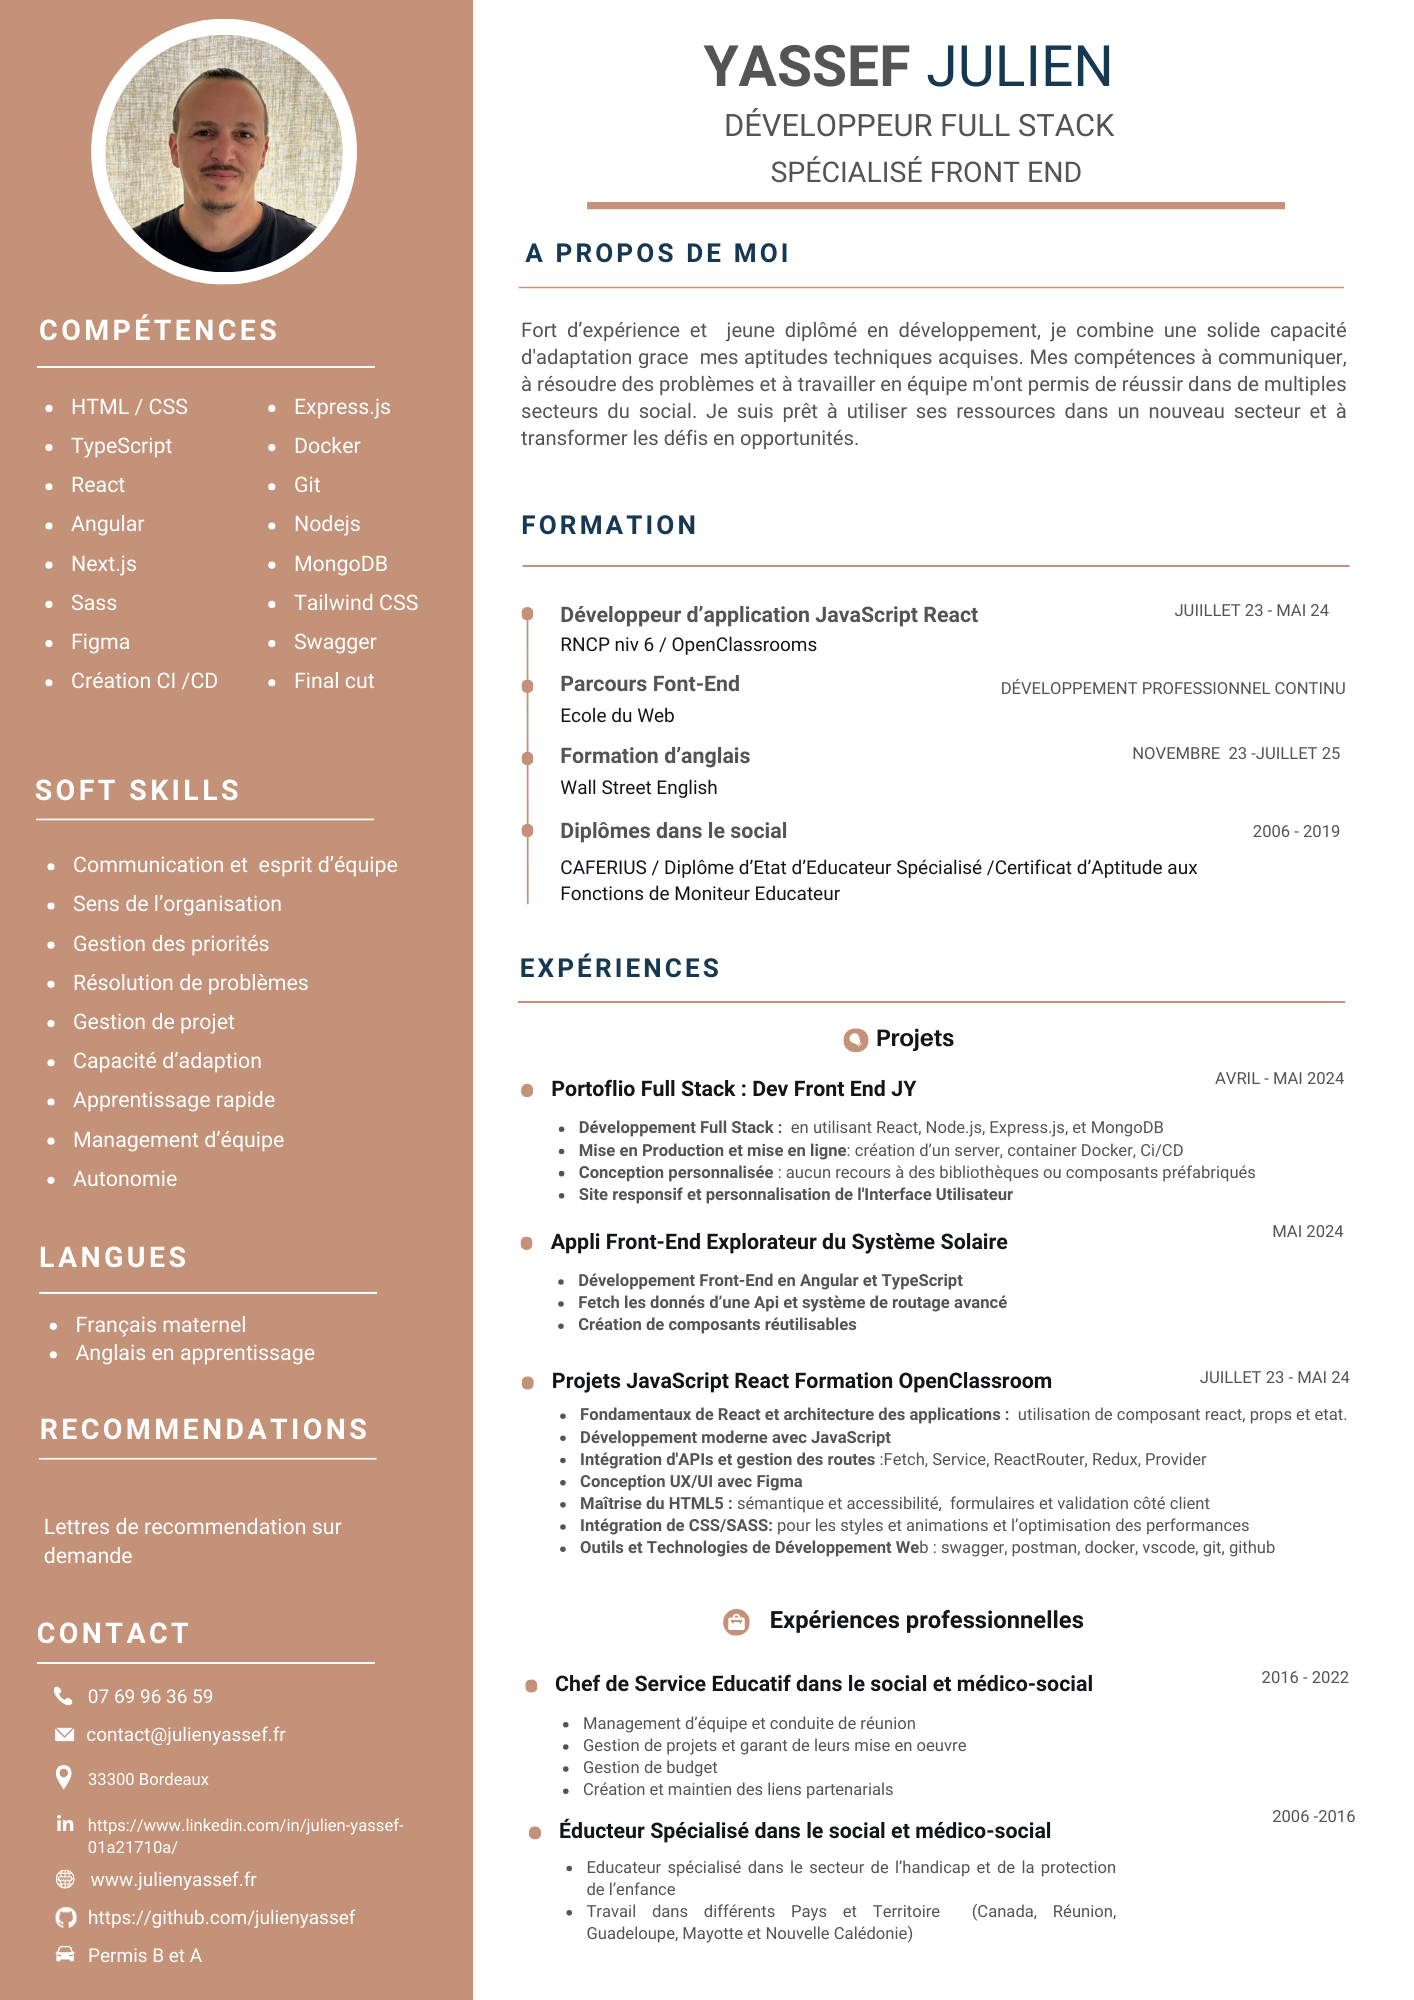 COMPÉTENCES
HTML / CSS
TypeScript
React
Angular
Next.js
Sass
Figma
Création CI /CD
Express.js
Docker
Git
Nodejs
MongoDB
Tailwind CSS
Swagger
Final cut
SOFT SKILLS
Communication et  esprit d’équipe
Sens de l’organisation
Gestion des priorités
Résolution de problèmes
Gestion de projet
Capacité d’adaption
Apprentissage rapide
Management d’équipe
Autonomie
LANGUES
Français maternel
Anglais en apprentissage
RECOMMENDATIONS
Lettres de recommendation sur
demande
CONTACT
07 69 96 36 59
contact@julienyassef.fr
33300 Bordeaux
https://www.linkedin.com/in/julien-yassef-
01a21710a/
www.julienyassef.fr
https://github.com/julienyassef
Permis B et A
YASSEF JULIEN
DÉVELOPPEUR FULL STACK
SPÉCIALISÉ FRONT END
A PROPOS DE MOI
Fort d’expérience et  jeune diplômé en développement, je combine une solide capacité
d'adaptation grace  mes aptitudes techniques acquises. Mes compétences à communiquer,
à résoudre des problèmes et à travailler en équipe m'ont permis de réussir dans de multiples
secteurs du social. Je suis prêt à utiliser ses ressources dans un nouveau secteur et à
transformer les défis en opportunités.
FORMATION
Développeur d’application JavaScript React
JUIILLET 23 - MAI 24
RNCP niv 6 / OpenClassrooms
Parcours Font-End
DÉVELOPPEMENT PROFESSIONNEL CONTINU
Ecole du Web
Formation d’anglais
NOVEMBRE  23 -JUILLET 25
Wall Street English
Diplômes dans le social
2006 - 2019
CAFERIUS / Diplôme d’Etat d’Educateur Spécialisé /Certificat d’Aptitude aux
Fonctions de Moniteur Educateur
EXPÉRIENCES
Projets
Portoflio Full Stack : Dev Front End JY
AVRIL - MAI 2024
Développement Full Stack :  en utilisant React, Node.js, Express.js, et MongoDB
Mise en Production et mise en ligne: création d’un server, container Docker, Ci/CD
Conception personnalisée : aucun recours à des bibliothèques ou composants préfabriqués
Site responsif et personnalisation de l'Interface Utilisateur
Appli Front-End Explorateur du Système Solaire
MAI 2024
Développement Front-End en Angular et TypeScript
Fetch les donnés d’une Api et système de routage avancé
Création de composants réutilisables
Projets JavaScript React Formation OpenClassroom
JUILLET 23 - MAI 24
Fondamentaux de React et architecture des applications :  utilisation de composant react, props et etat.
Développement moderne avec JavaScript
Intégration d'APIs et gestion des routes :Fetch, Service, ReactRouter, Redux, Provider
Conception UX/UI avec Figma
Maîtrise du HTML5 : sémantique et accessibilité,  formulaires et validation côté client
Intégration de CSS/SASS: pour les styles et animations et l’optimisation des performances
Outils et Technologies de Développement Web : swagger, postman, docker, vscode, git, github
Expériences professionnelles
Chef de Service Educatif dans le social et médico-social
2016 - 2022
Management d’équipe et conduite de réunion
Gestion de projets et garant de leurs mise en oeuvre
Gestion de budget
Création et maintien des liens partenarials
Éducteur Spécialisé dans le social et médico-social
2006 -2016
Educateur spécialisé dans le secteur de l’handicap et de la protection
de l’enfance
Travail dans différents Pays et Territoire  (Canada, Réunion,
Guadeloupe, Mayotte et Nouvelle Calédonie)